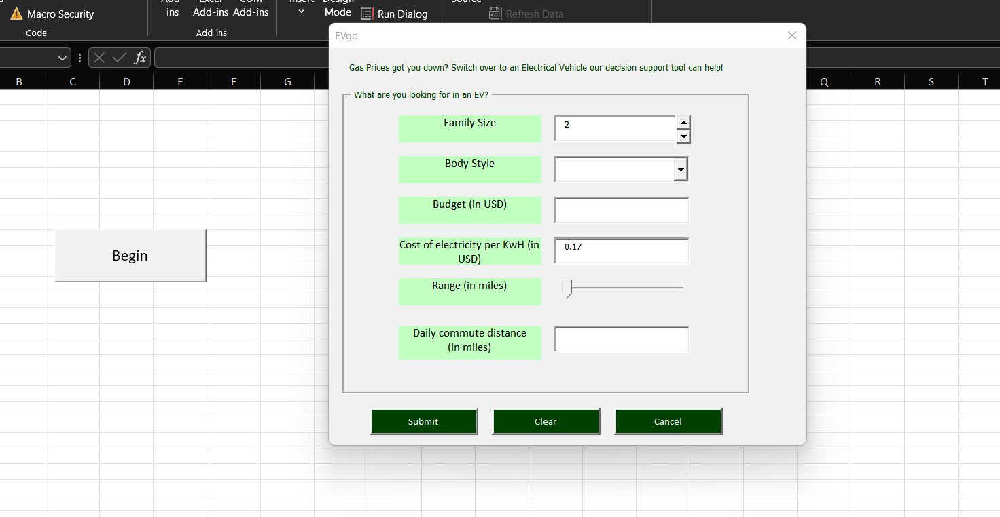 Add- Excel COM Insert Design Source
Macro Security ins Add-ins Add-ins Mode Run Dialog Refresh Data
Code Add-ins
EVgo
fx
Gas Prices got you down? Switch over to an Electrical Vehicle our decision support tool can help!
B C D E F G Q R S T
What are you looking for in an EV?
Family Size 2
Body Style
Budget (in USD)
Cost of electricity per KwH (in 0.17
USD)
Begin
Range (in miles)
Daily commute distance
(in miles)
Submit Clear Cancel